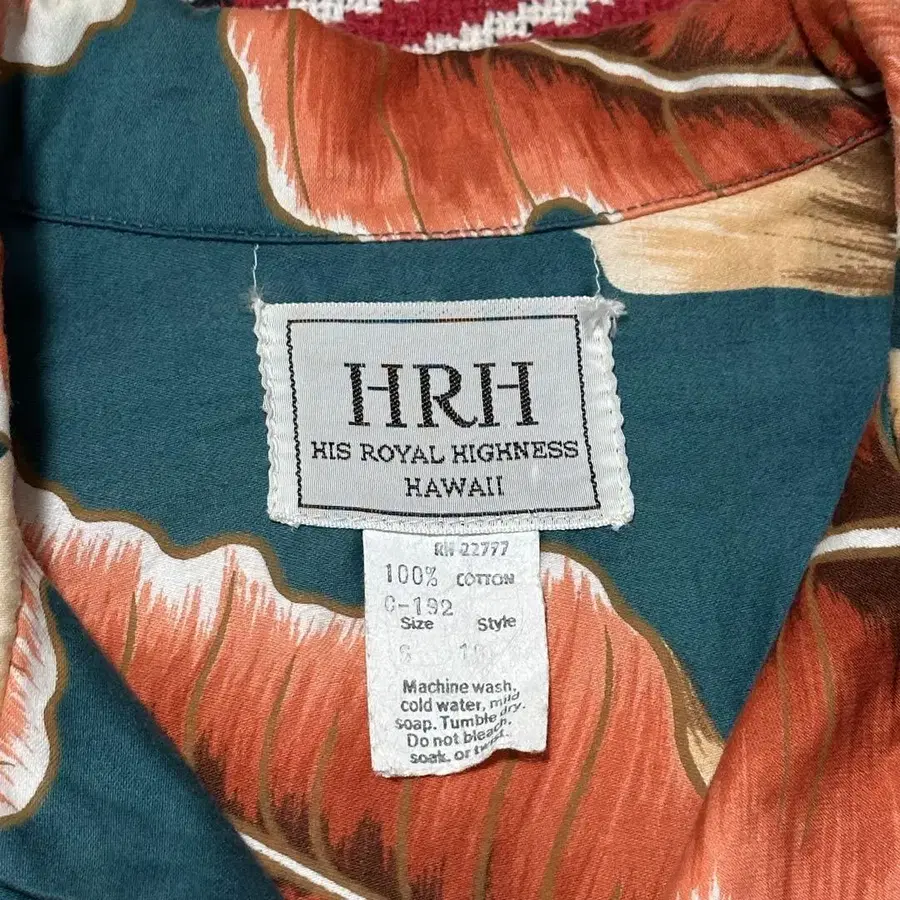 HRH
HIS ROYAL HIGHNESS
HAWAII
RN 22777
100% COTTON
C-192
Size Style
S
Machine wash,
cold water, mild
soap. Tumble dry.
Do not bleach,
soak, or twist.